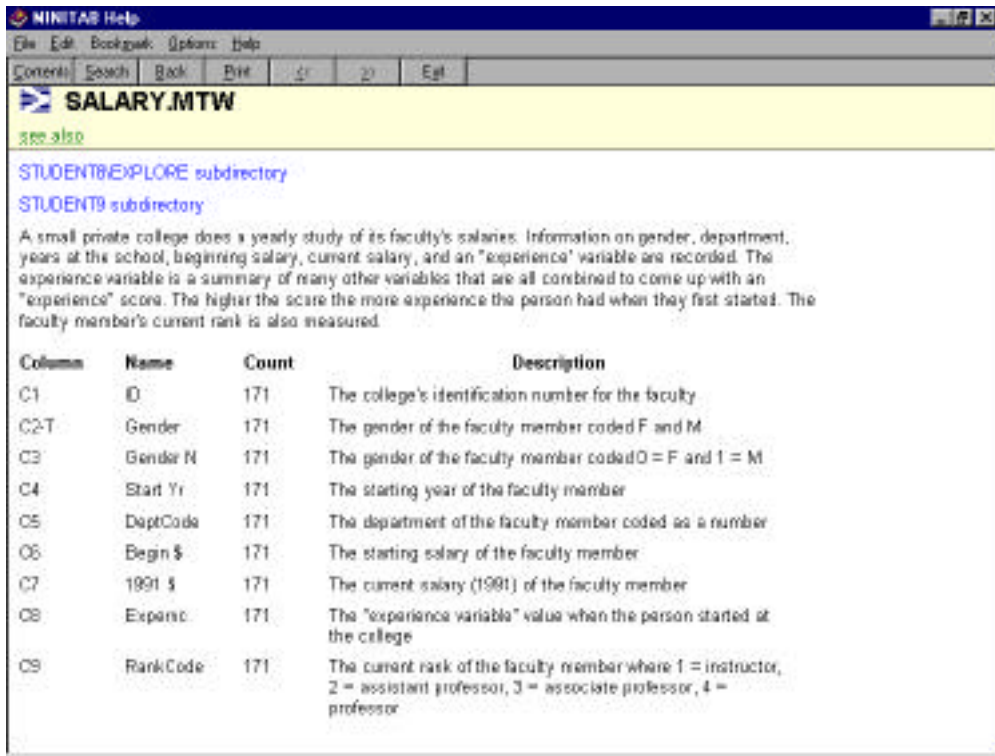 MINITAB Help
File Edit Bookmark Options Help
Contents Search Back Print << >> Exit
SALARY.MTW
see also
STUDENT8\EXPLORE subdirectory
STUDENT9 subdirectory
A small private college does a yearly study of its faculty's salaries. Information on gender, department,
years at the school, beginning salary, current salary, and an "experience" variable are recorded. The
experience variable is a summary of many other variables that are all combined to come up with an
"experience" score. The higher the score the more experience the person had when they first started. The
faculty member's current rank is also measured.
Column Name Count Description
C1 ID 171 The college's identification number for the faculty
C2-T Gender 171 The gender of the faculty member coded F and M
C3 Gender N 171 The gender of the faculty member coded 0 = F and 1 = M
C4 Start Yr 171 The starting year of the faculty member
C5 DeptCode 171 The department of the faculty member coded as a number
C6 Begin $ 171 The starting salary of the faculty member
C7 1991 $ 171 The current salary (1991) of the faculty member
C8 171 The "experience variable" value when the person started at
the college
C9 RankCode 171 The current rank of the faculty member where 1 = instructor,
2 = assistant professor, 3 = associate professor, 4 =
professor